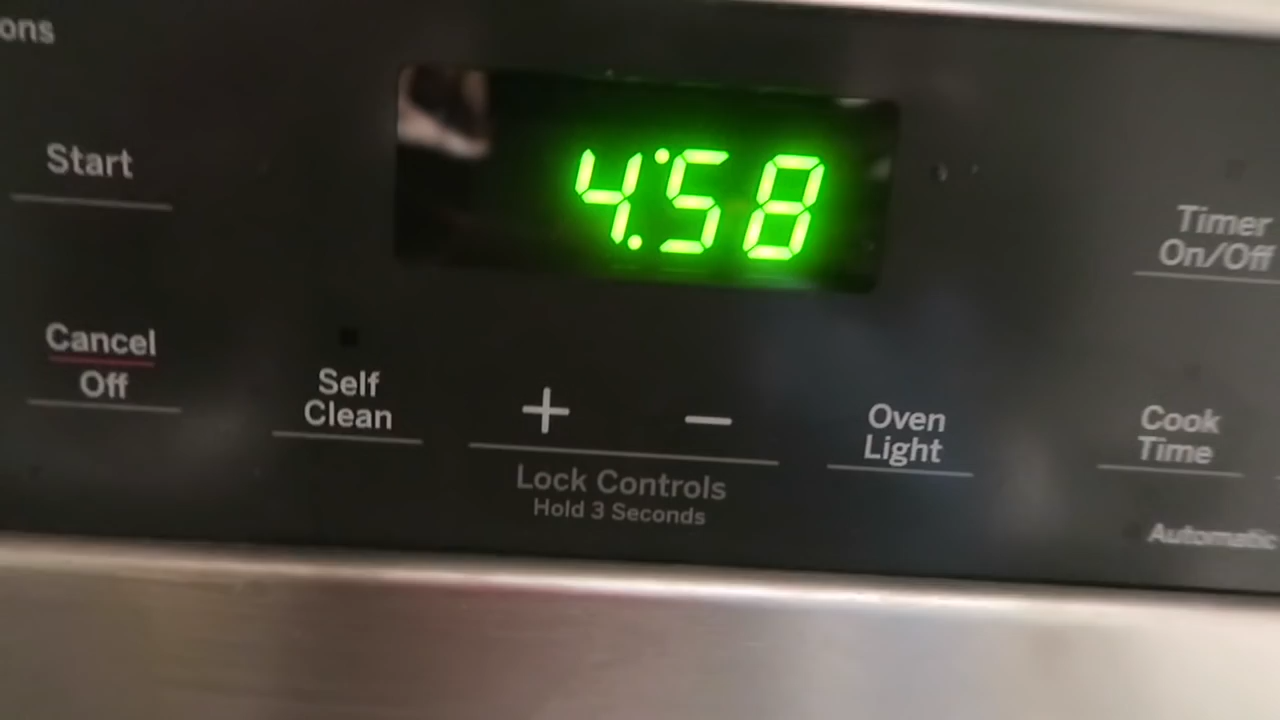 ons
Start
4:58
Timer
On/Off
Cancel
Off
Self
Clean
+ −
Lock Controls
Hold 3 Seconds
Oven
Light
Cook
Time
Automatic